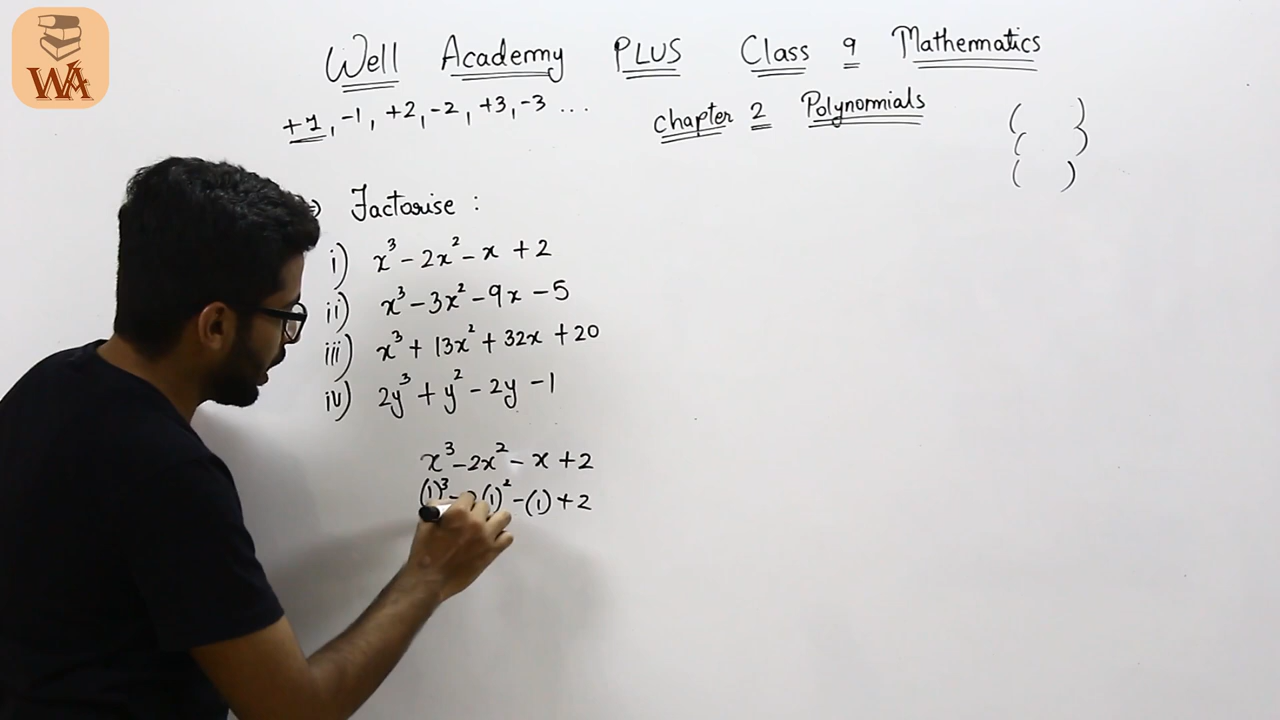 WA
Well Academy PLUS Class 9 Mathematics
+1, -1, +2, -2, +3, -3 ...
Chapter 2 Polynomials
( )
( )
( )
⇒ Factorise :
i) x³ - 2x² - x + 2
ii) x³ - 3x² - 9x - 5
iii) x³ + 13x² + 32x + 20
iv) 2y³ + y² - 2y - 1
x³ - 2x² - x + 2
(1)³ - 2(1)² - (1) + 2